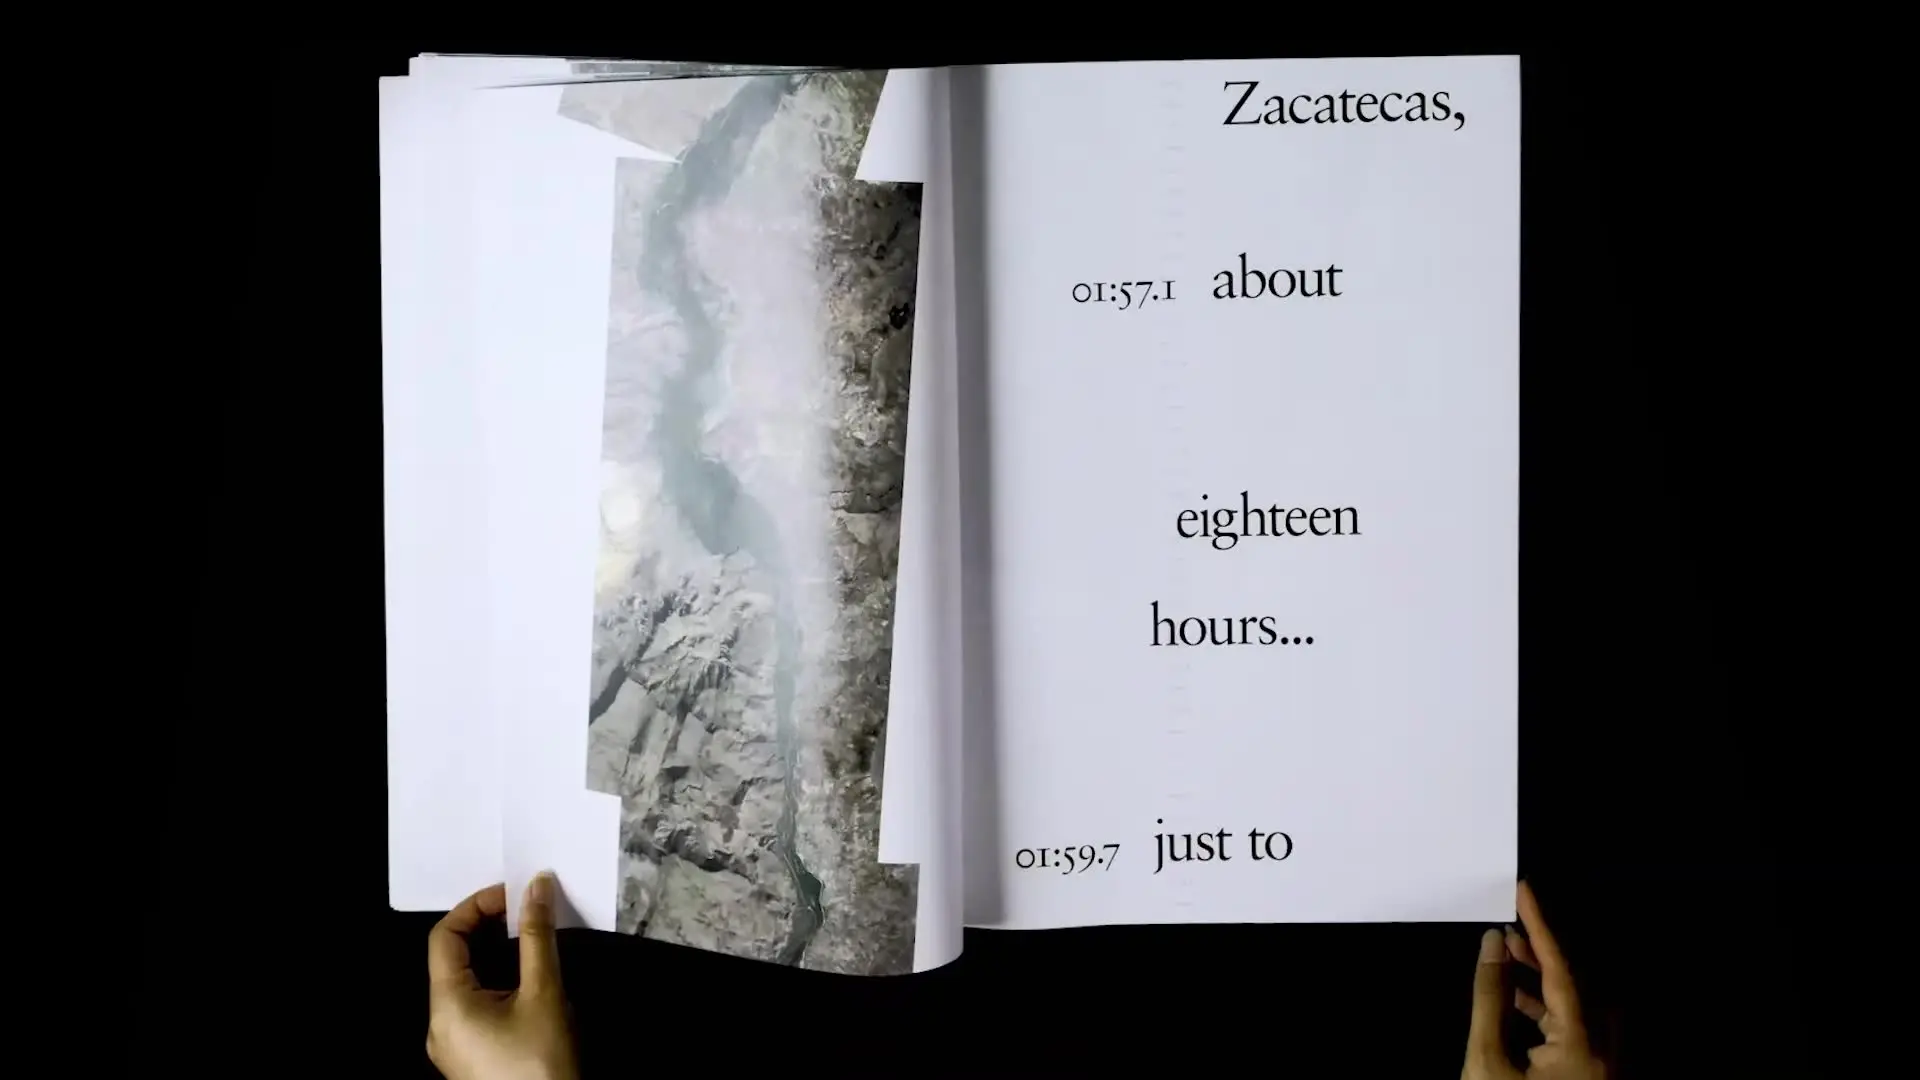 Zacatecas,
01:57.1 about
eighteen
hours...
01:59.7 just to